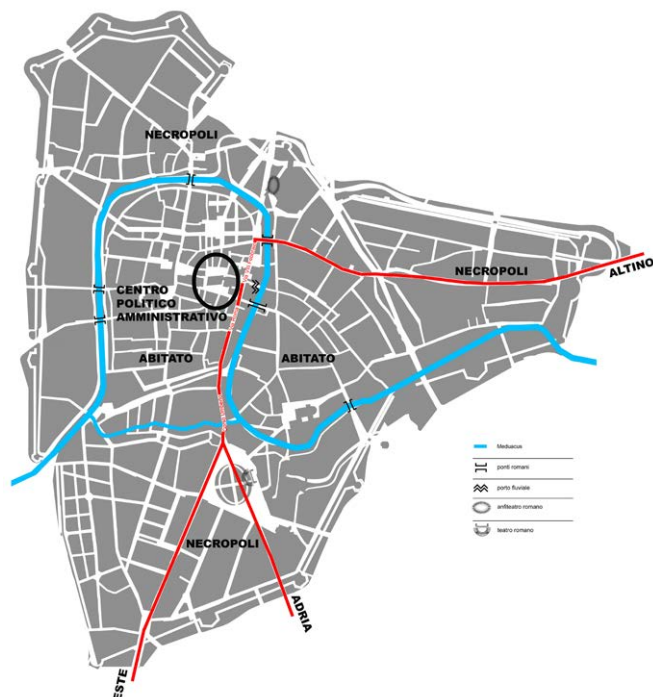 NECROPOLI
NECROPOLI
ALTINO
CENTRO
POLITICO
AMMINISTRATIVO
ABITATO
ABITATO
NECROPOLI
ADRIA
ESTE
Meduacus
ponti romani
porto fluviale
anfiteatro romano
teatro romano